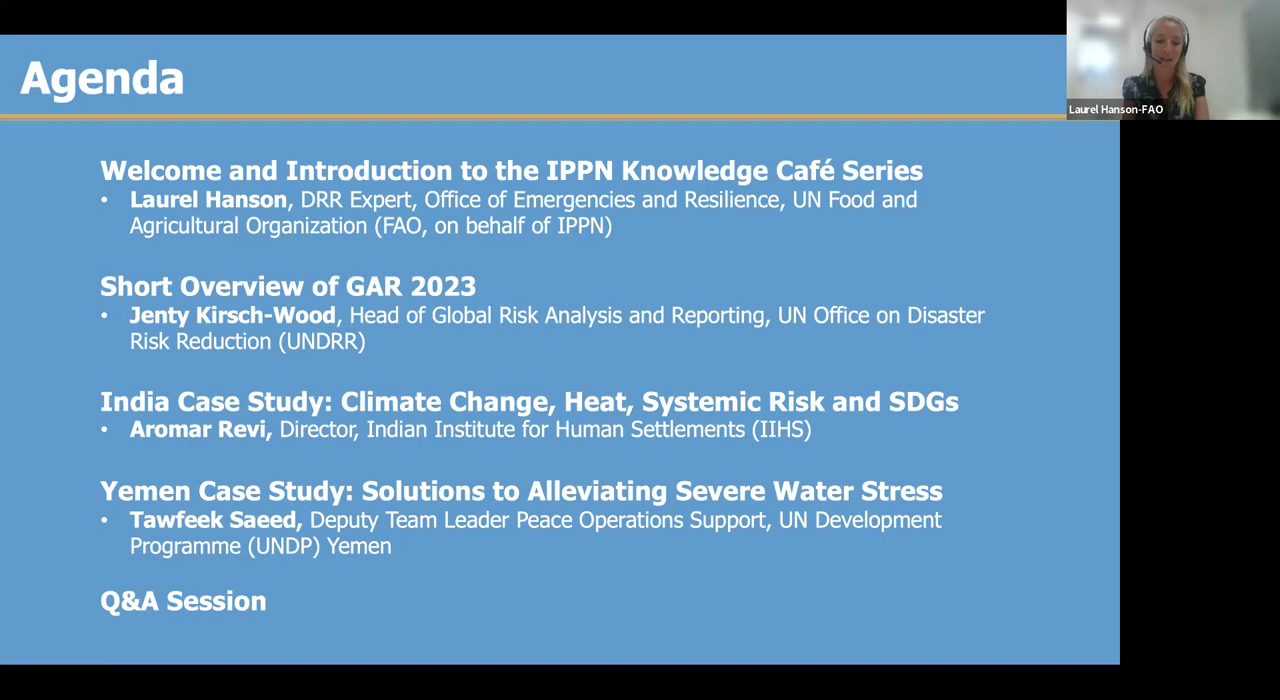 Agenda
Laurel Hanson-FAO
Welcome and Introduction to the IPPN Knowledge Café Series
• Laurel Hanson, DRR Expert, Office of Emergencies and Resilience, UN Food and
Agricultural Organization (FAO, on behalf of IPPN)
Short Overview of GAR 2023
• Jenty Kirsch-Wood, Head of Global Risk Analysis and Reporting, UN Office on Disaster
Risk Reduction (UNDRR)
India Case Study: Climate Change, Heat, Systemic Risk and SDGs
• Aromar Revi, Director, Indian Institute for Human Settlements (IIHS)
Yemen Case Study: Solutions to Alleviating Severe Water Stress
• Tawfeek Saeed, Deputy Team Leader Peace Operations Support, UN Development
Programme (UNDP) Yemen
Q&A Session